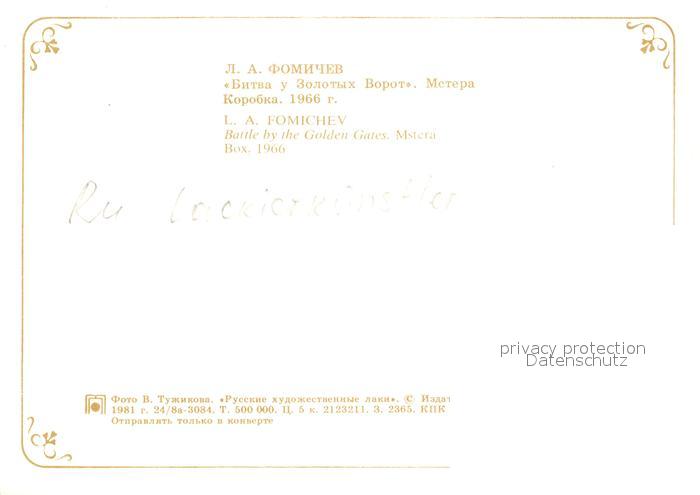 Л. А. ФОМИЧЕВ
«Битва у Золотых Ворот». Мстера
Коробка. 1966 г.
L. A. FOMICHEV
Battle by the Golden Gates. Mstera
Box. 1966
Ru Lackierkünstler
privacy protection
Datenschutz
Фото В. Тужикова. «Русские художественные лаки». © Издат
1981 г. 24/8а-3084. Т. 500 000. Ц. 5 к. 2123211. З. 2365. КПК
Отправлять только в конверте